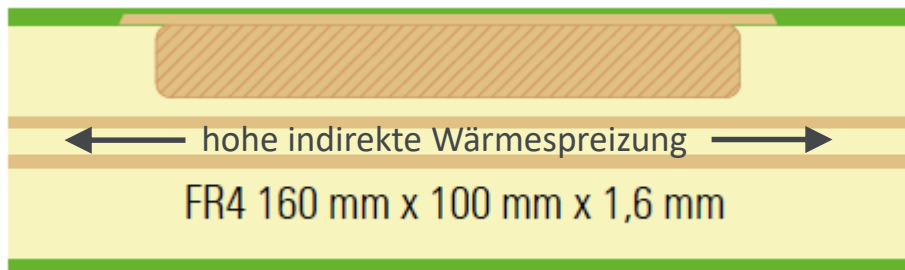 hohe indirekte Wärmespreizung
FR4 160 mm x 100 mm x 1,6 mm